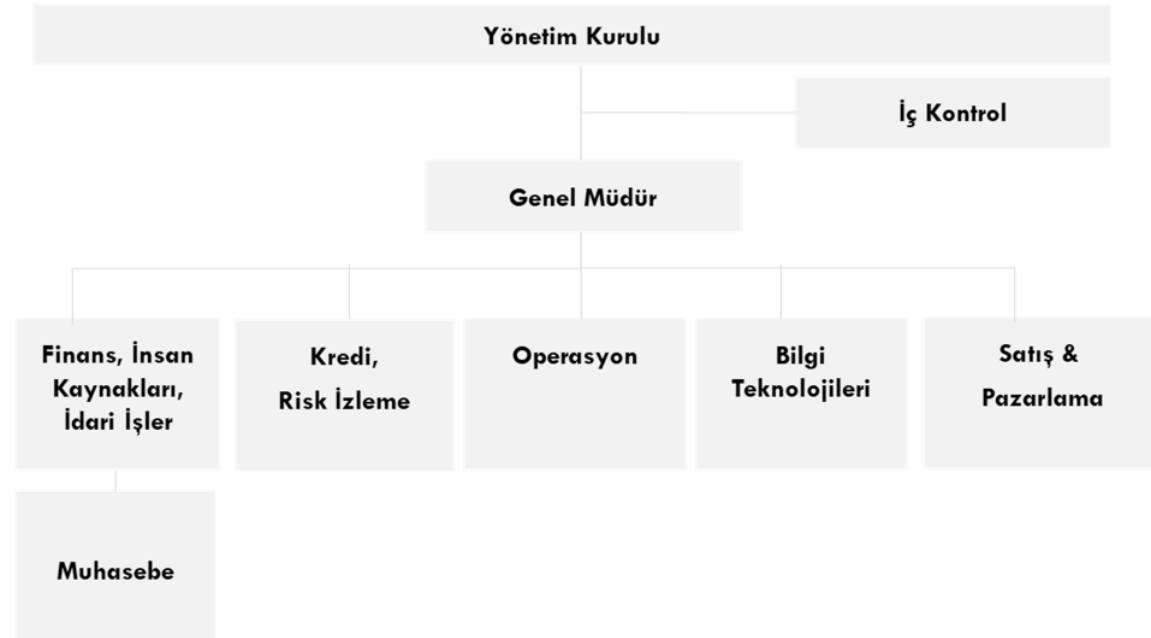 Yönetim Kurulu
İç Kontrol
Genel Müdür
Finans, İnsan
Kaynakları,
İdari İşler
Kredi,
Risk İzleme
Operasyon
Bilgi
Teknolojileri
Satış &
Pazarlama
Muhasebe